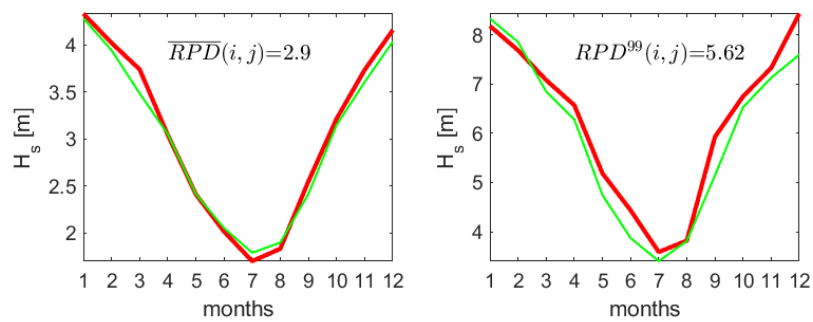 $\overline{RPD}(i,j)$=2.9
4
3.5
3
2.5
2
H_s [m]
1 2 3 4 5 6 7 8 9 10 11 12
months
$RPD^{99}(i,j)$=5.62
8
7
6
5
4
H_s [m]
1 2 3 4 5 6 7 8 9 10 11 12
months